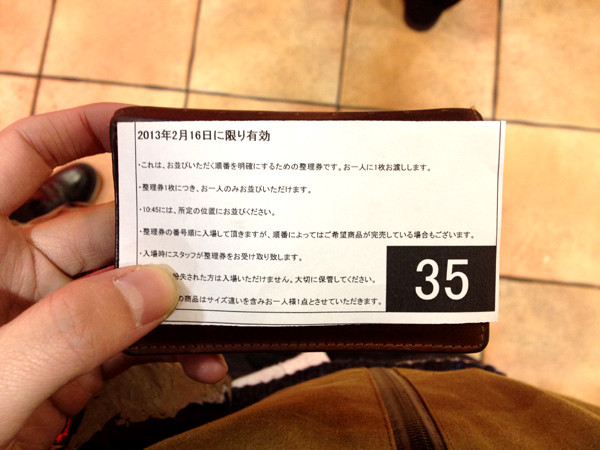 2013年2月16日に限り有効
・これは、お並びいただく順番を明確にするための整理券です。お一人に1枚お渡しします。
・整理券1枚につき、お一人のみお並びいただけます。
・10:45には、所定の位置にお並びください。
・整理券の番号順に入場して頂きますが、順番によってはご希望商品が完売している場合もございます。
・入場時にスタッフが整理券をお受け取り致します。
紛失された方は入場いただけません。大切に保管してください。
の商品はサイズ違いを含みお一人様1点とさせていただきます。
35